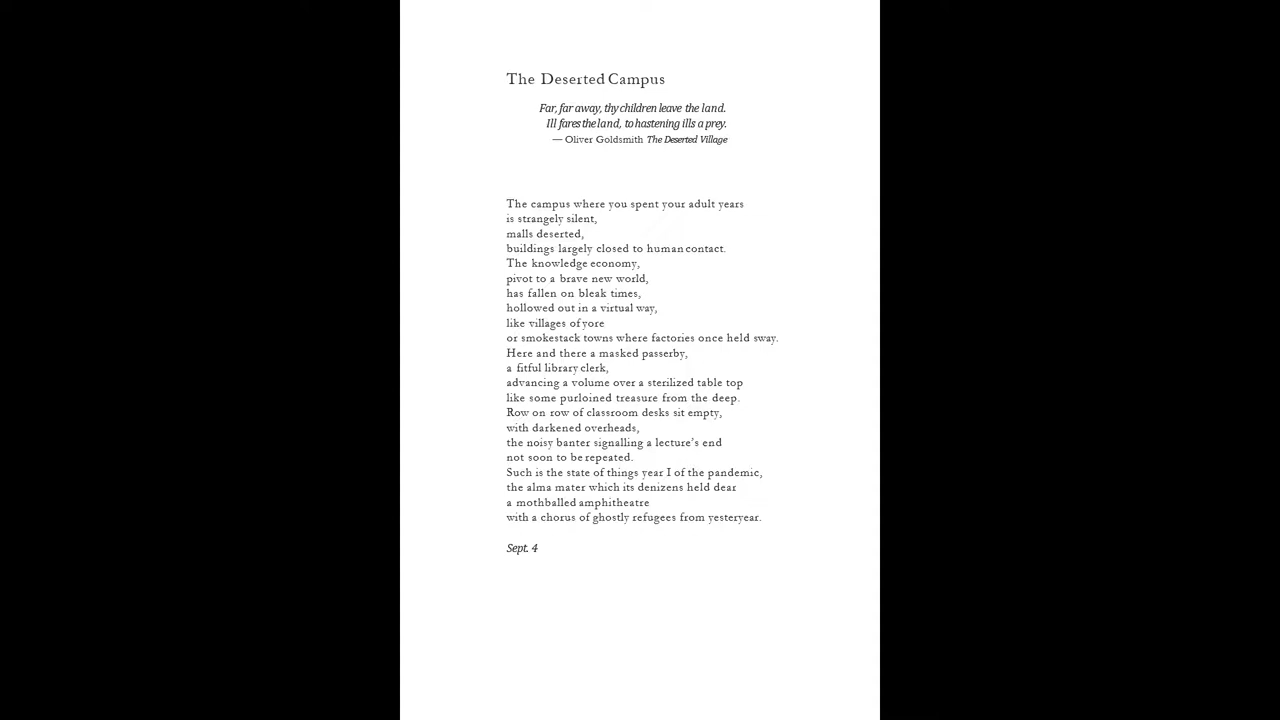 The Deserted Campus
Far, far away, thy children leave the land.
Ill fares the land, to hastening ills a prey.
— Oliver Goldsmith The Deserted Village
The campus where you spent your adult years
is strangely silent,
malls deserted,
buildings largely closed to human contact.
The knowledge economy,
pivot to a brave new world,
has fallen on bleak times,
hollowed out in a virtual way,
like villages of yore
or smokestack towns where factories once held sway.
Here and there a masked passerby,
a fitful library clerk,
advancing a volume over a sterilized table top
like some purloined treasure from the deep.
Row on row of classroom desks sit empty,
with darkened overheads,
the noisy banter signalling a lecture’s end
not soon to be repeated.
Such is the state of things year I of the pandemic,
the alma mater which its denizens held dear
a mothballed amphitheatre
with a chorus of ghostly refugees from yesteryear.
Sept. 4